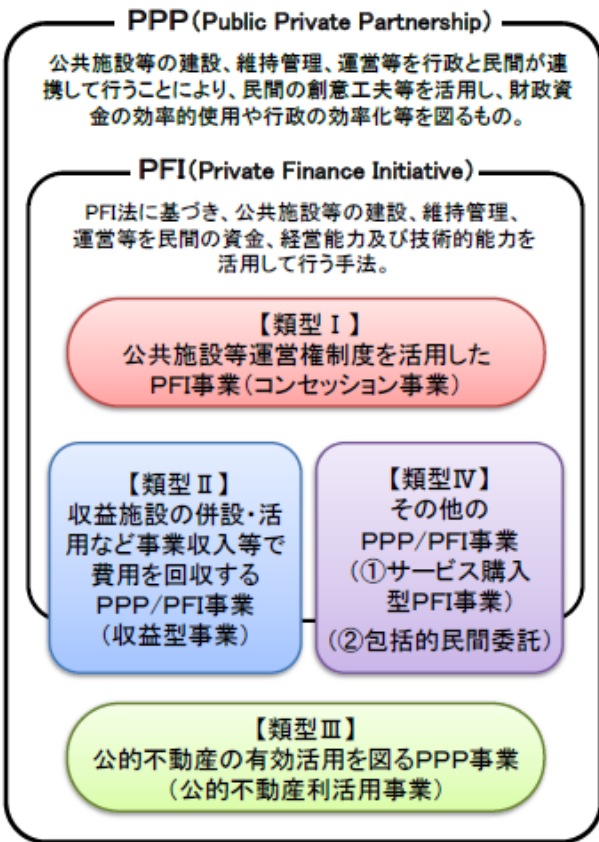 PPP(Public Private Partnership)
公共施設等の建設、維持管理、運営等を行政と民間が連
携して行うことにより、民間の創意工夫等を活用し、財政資
金の効率的使用や行政の効率化等を図るもの。
PFI(Private Finance Initiative)
PFI法に基づき、公共施設等の建設、維持管理、
運営等を民間の資金、経営能力及び技術的能力を
活用して行う手法。
【類型Ⅰ】
公共施設等運営権制度を活用した
PFI事業(コンセッション事業)
【類型Ⅱ】
収益施設の併設・活
用など事業収入等で
費用を回収する
PPP/PFI事業
(収益型事業)
【類型Ⅳ】
その他の
PPP/PFI事業
(①サービス購入
型PFI事業)
(②包括的民間委託)
【類型Ⅲ】
公的不動産の有効活用を図るPPP事業
(公的不動産利活用事業)